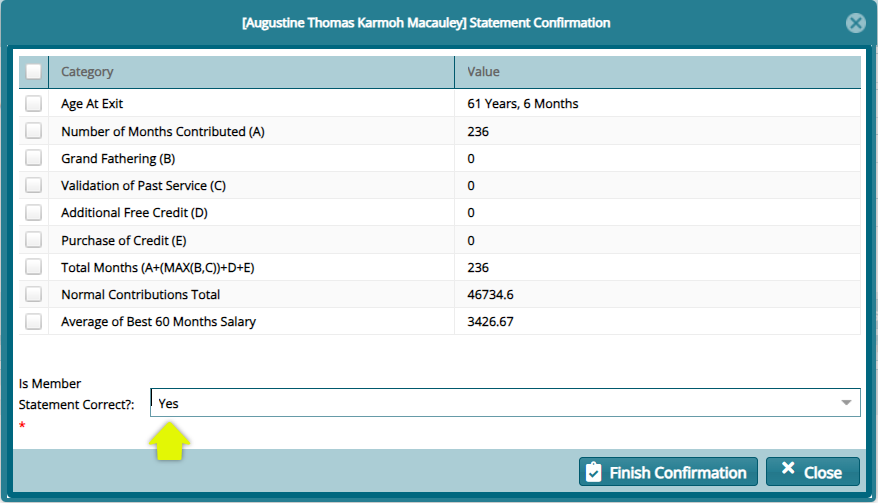 [Augustine Thomas Karmoh Macauley] Statement Confirmation
Category Value
Age At Exit 61 Years, 6 Months
Number of Months Contributed (A) 236
Grand Fathering (B) 0
Validation of Past Service (C) 0
Additional Free Credit (D) 0
Purchase of Credit (E) 0
Total Months (A+(MAX(B,C))+D+E) 236
Normal Contributions Total 46734.6
Average of Best 60 Months Salary 3426.67
Is Member
Statement Correct?: Yes
*
Finish Confirmation Close